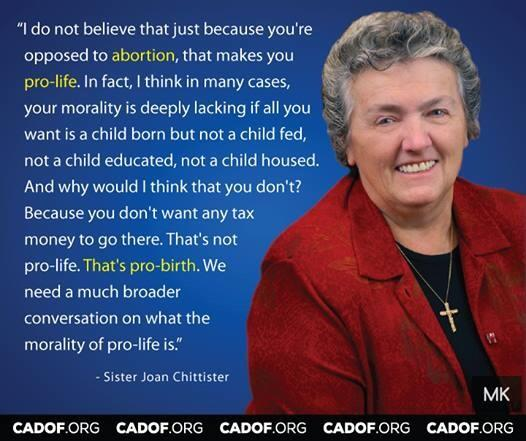 “I do not believe that just because you're
opposed to abortion, that makes you
pro-life. In fact, I think in many cases,
your morality is deeply lacking if all you
want is a child born but not a child fed,
not a child educated, not a child housed.
And why would I think that you don't?
Because you don't want any tax
money to go there. That's not
pro-life. That's pro-birth. We
need a much broader
conversation on what the
morality of pro-life is.”
- Sister Joan Chittister
MK
CADOF.ORG CADOF.ORG CADOF.ORG CADOF.ORG CADOF.ORG